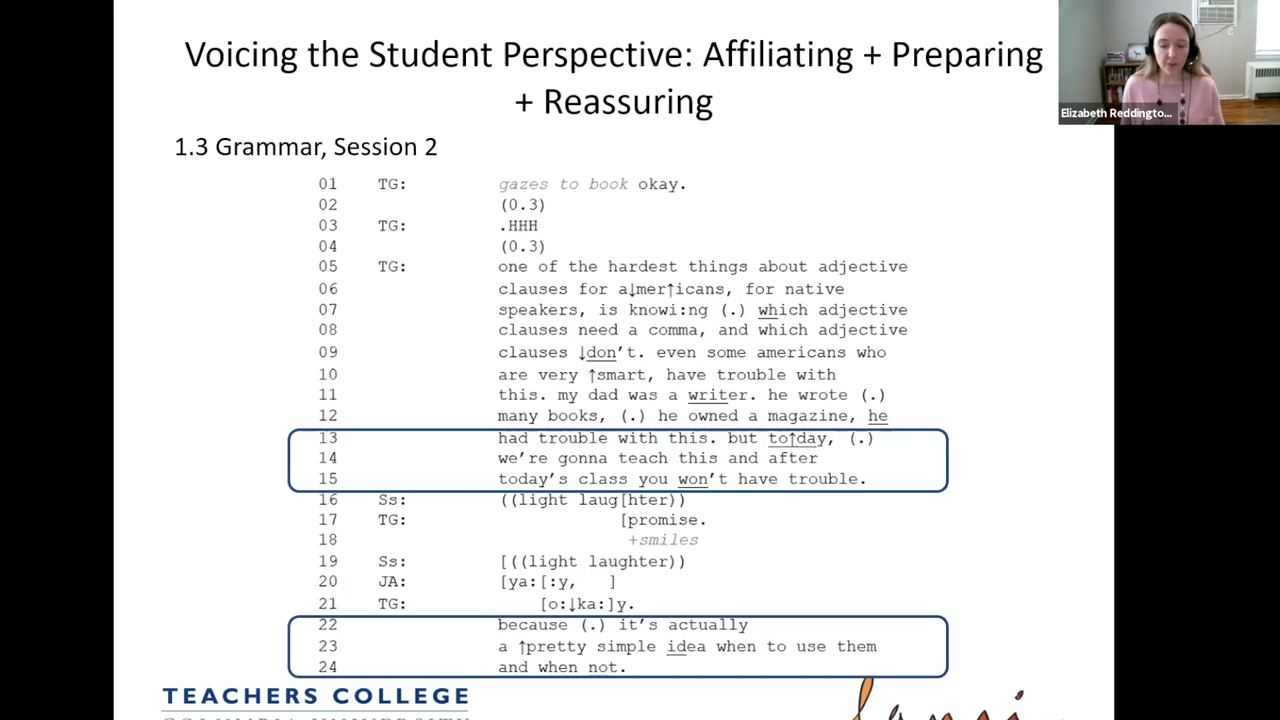 Voicing the Student Perspective: Affiliating + Preparing
+ Reassuring
Elizabeth Reddingto...
1.3 Grammar, Session 2
01 TG: gazes to book okay.
02 (0.3)
03 TG: .HHH
04 (0.3)
05 TG: one of the hardest things about adjective
06 clauses for a↓mer↑icans, for native
07 speakers, is knowi:ng (.) which adjective
08 clauses need a comma, and which adjective
09 clauses ↓don't. even some americans who
10 are very ↑smart, have trouble with
11 this. my dad was a writer. he wrote (.)
12 many books, (.) he owned a magazine, he
13 had trouble with this. but to↑day, (.)
14 we're gonna teach this and after
15 today's class you won't have trouble.
16 Ss: ((light laug[hter))
17 TG: [promise.
18 +smiles
19 Ss: [((light laughter))
20 JA: [ya:[:y, ]
21 TG: [o:↓ka:]y.
22 because (.) it's actually
23 a ↑pretty simple idea when to use them
24 and when not.
TEACHERS COLLEGE
COLUMBIA UNIVERSITY